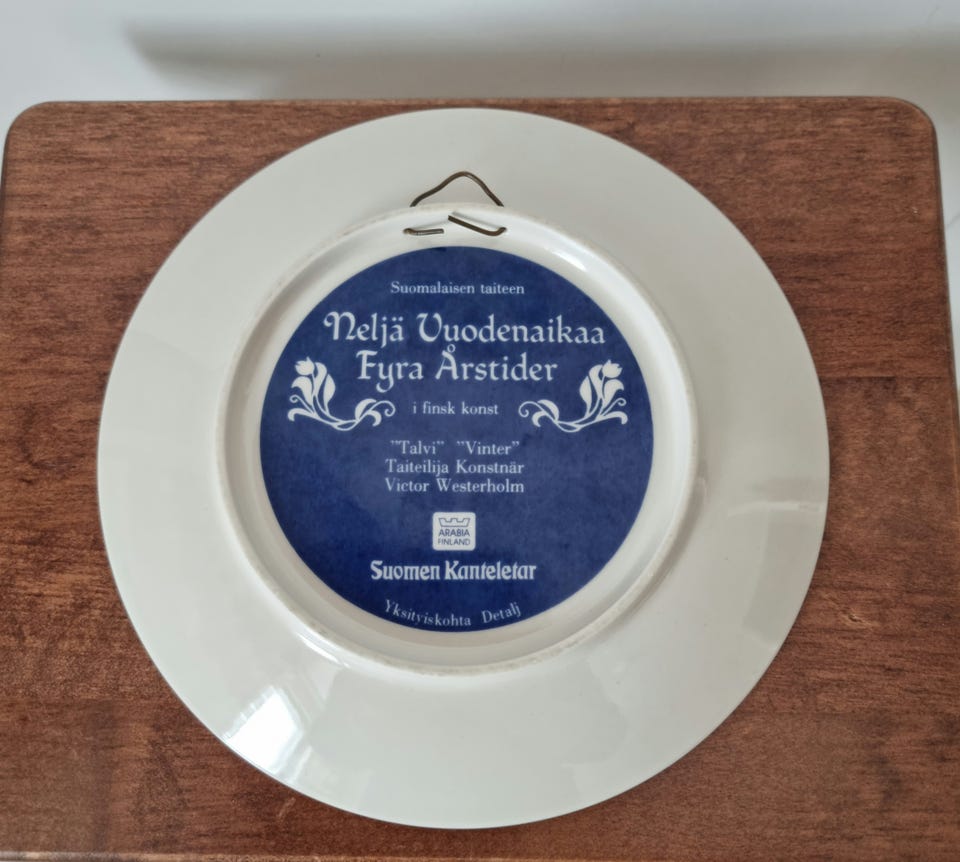 Suomalaisen taiteen
Neljä Vuodenaikaa
Fyra Årstider
i finsk konst
"Talvi" "Vinter"
Taiteilija Konstnär
Victor Westerholm
ARABIA
FINLAND
Suomen Kanteletar
Yksityiskohta Detalj